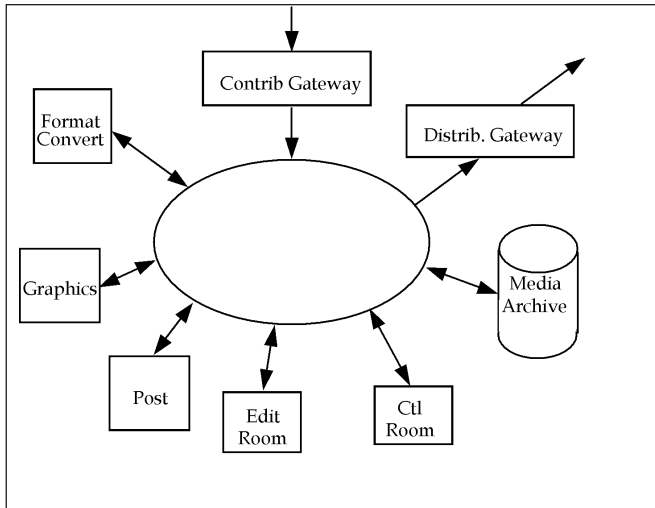 Contrib Gateway
Format
Convert
Distrib. Gateway
Graphics
Media
Archive
Post
Edit
Room
Ctl
Room